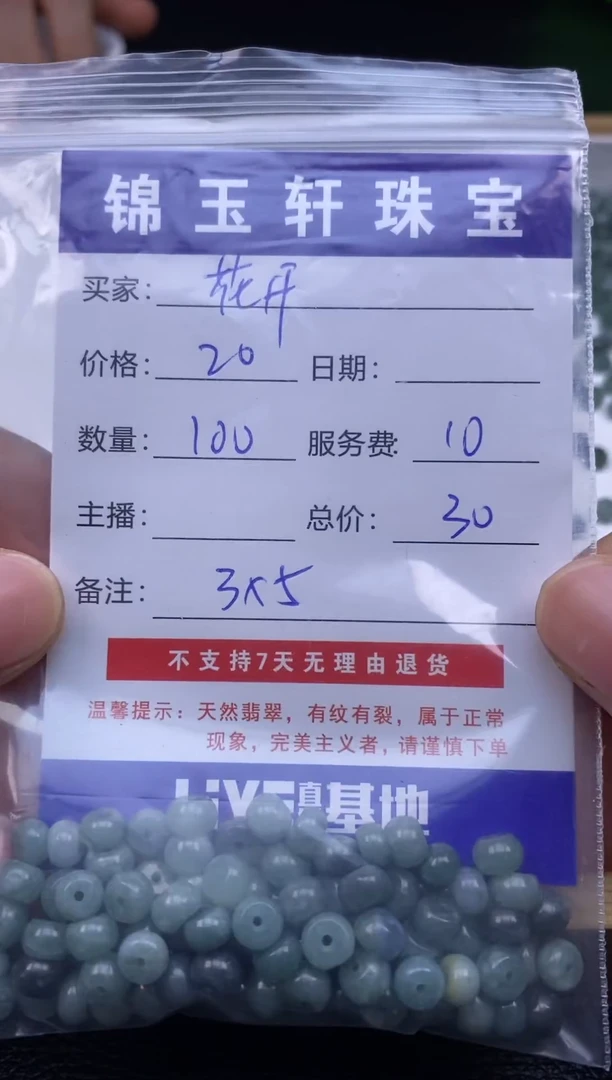 锦玉轩珠宝
买家：花开
价格：20 日期：
数量：100 服务费：10
主播： 总价：30
备注：3x5
不支持7天无理由退货
温馨提示：天然翡翠，有纹有裂，属于正常
现象，完美主义者，请谨慎下单
基地